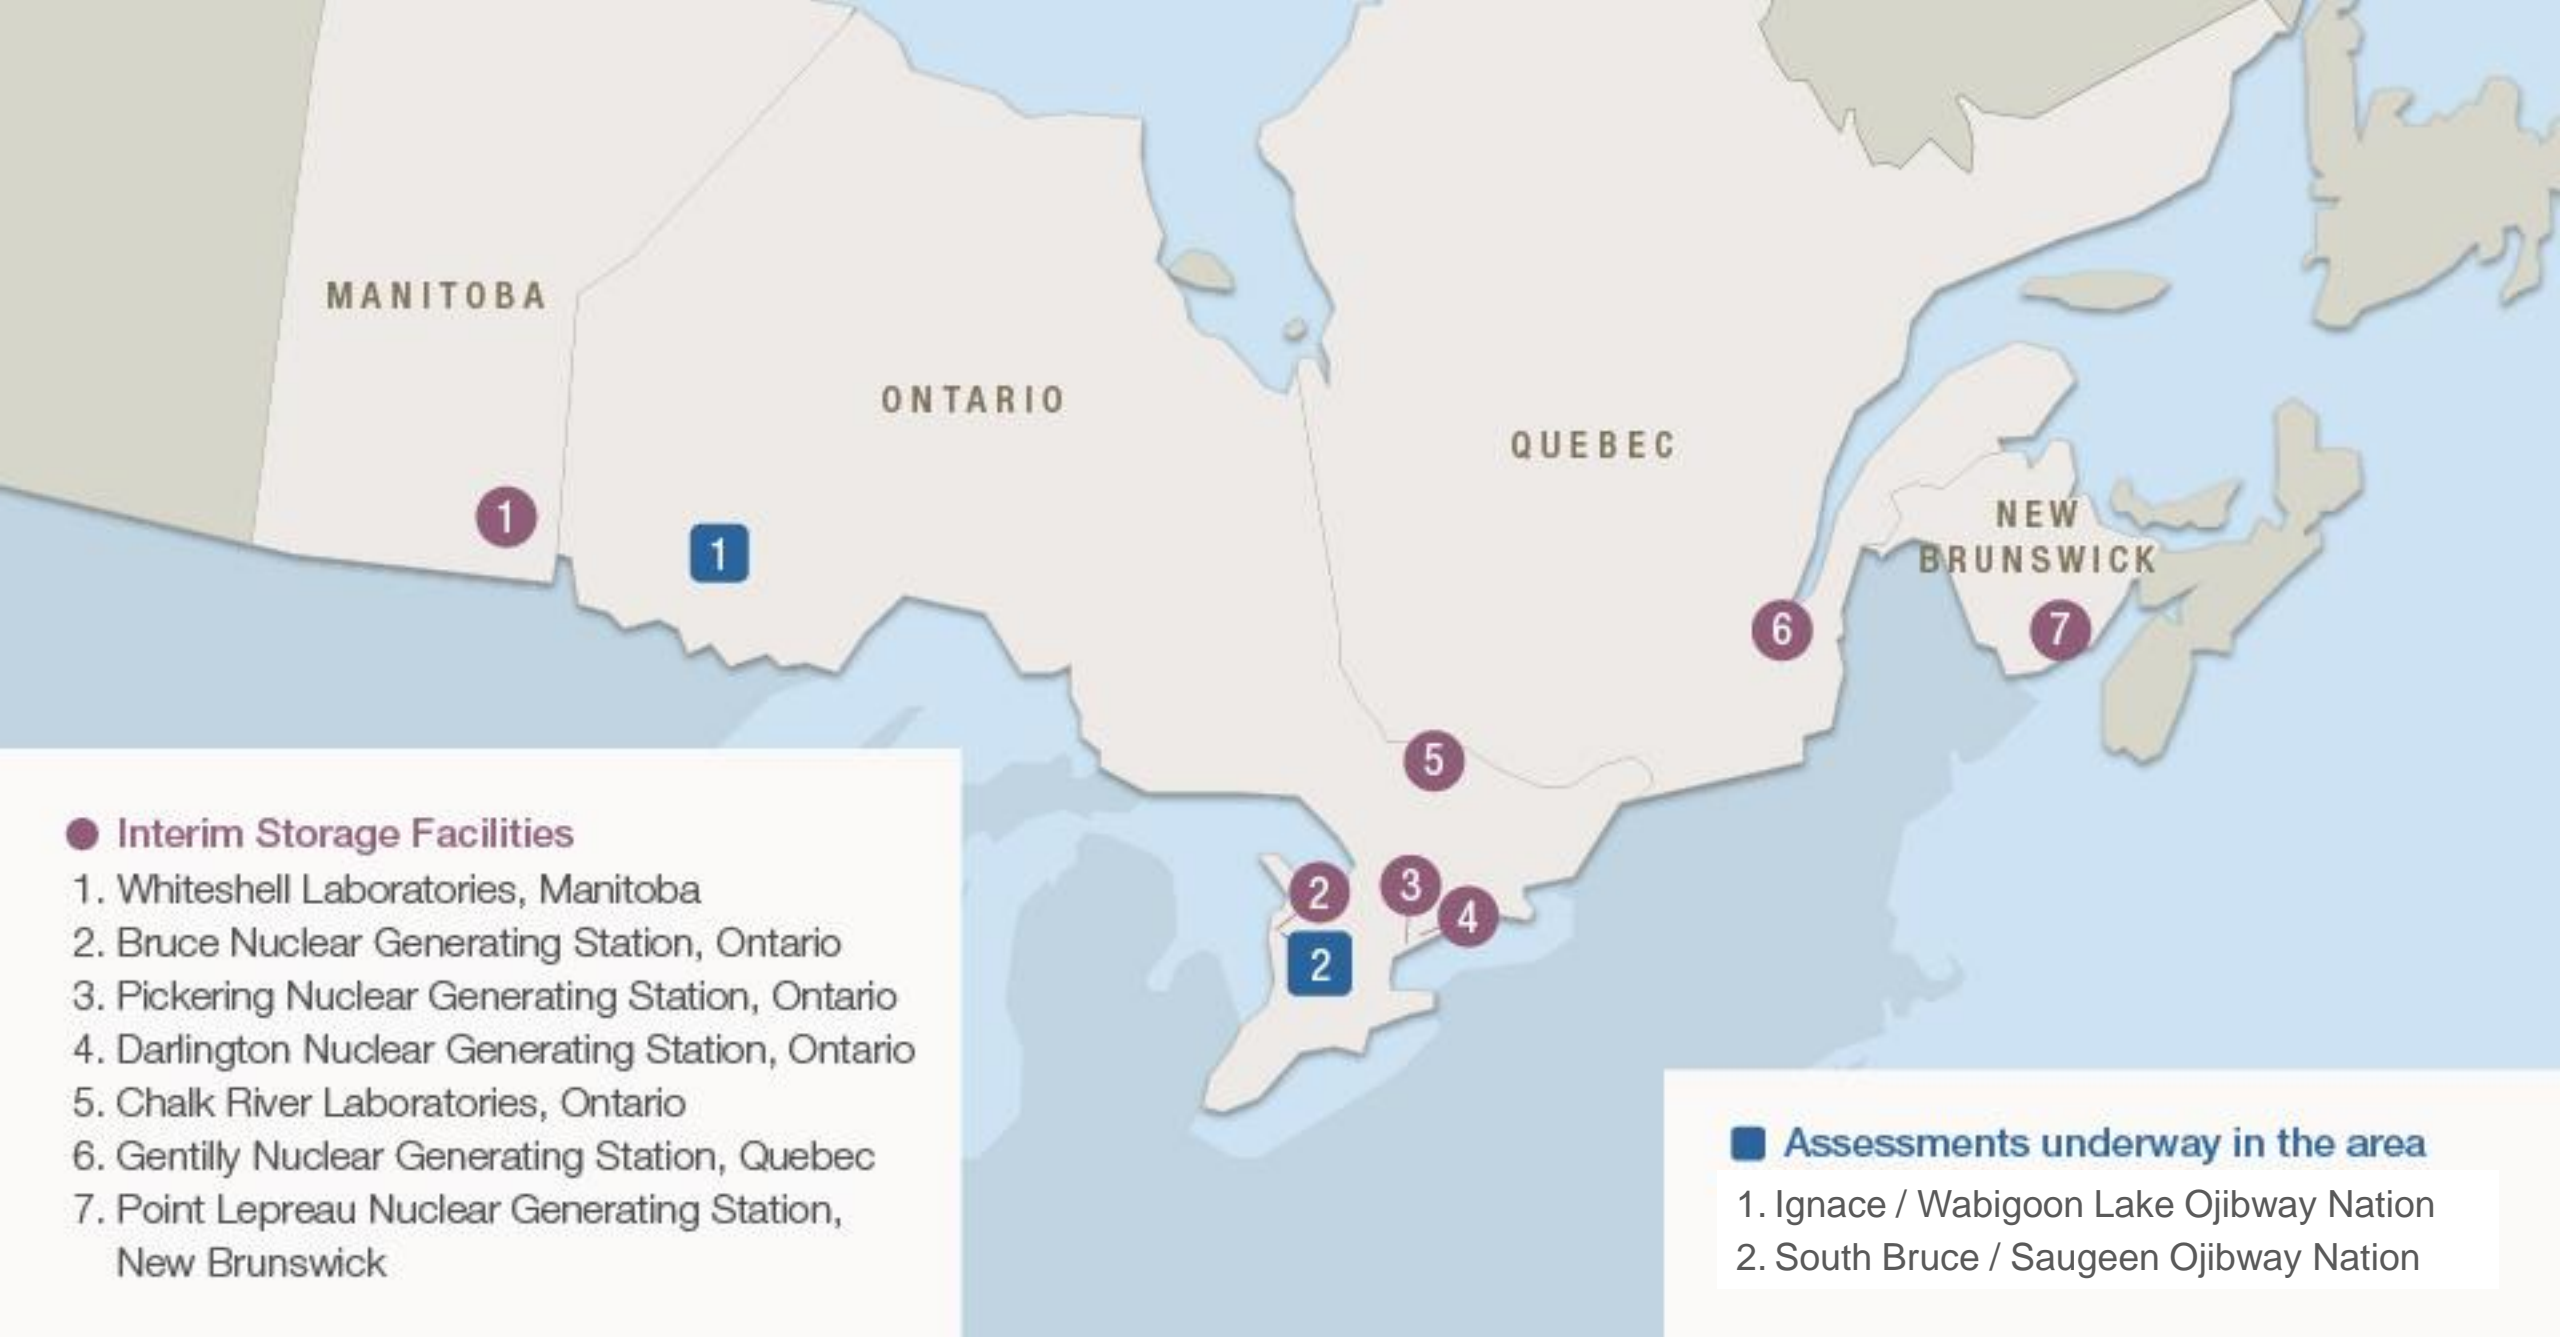 MANITOBA
ONTARIO
QUEBEC
NEW
BRUNSWICK
1
1
6
7
5
2
3
4
2
Interim Storage Facilities
1. Whiteshell Laboratories, Manitoba
2. Bruce Nuclear Generating Station, Ontario
3. Pickering Nuclear Generating Station, Ontario
4. Darlington Nuclear Generating Station, Ontario
5. Chalk River Laboratories, Ontario
6. Gentilly Nuclear Generating Station, Quebec
7. Point Lepreau Nuclear Generating Station,
New Brunswick
Assessments underway in the area
1. Ignace / Wabigoon Lake Ojibway Nation
2. South Bruce / Saugeen Ojibway Nation